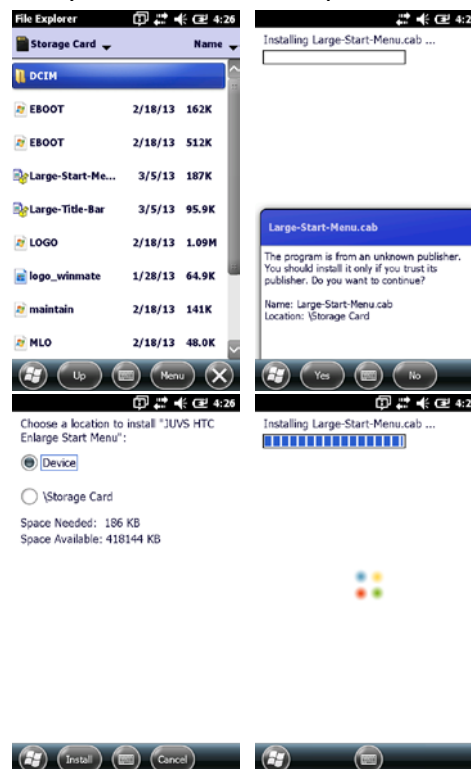 File Explorer 4:26
Storage Card Name
DCIM
EBOOT 2/18/13 162K
EBOOT 2/18/13 512K
Large-Start-Me... 3/5/13 187K
Large-Title-Bar 3/5/13 95.9K
LOGO 2/18/13 1.09M
logo_winmate 1/28/13 64.9K
maintain 2/18/13 141K
MLO 2/18/13 48.0K
Up Menu
4:2
Installing Large-Start-Menu.cab ...
Large-Start-Menu.cab
The program is from an unknown publisher.
You should install it only if you trust its
publisher. Do you want to continue?
Name: Large-Start-Menu.cab
Location: \Storage Card
Yes No
4:26
Choose a location to install "JUVS HTC
Enlarge Start Menu":
Device
\Storage Card
Space Needed: 186 KB
Space Available: 418144 KB
Install Cancel
4:2
Installing Large-Start-Menu.cab ...